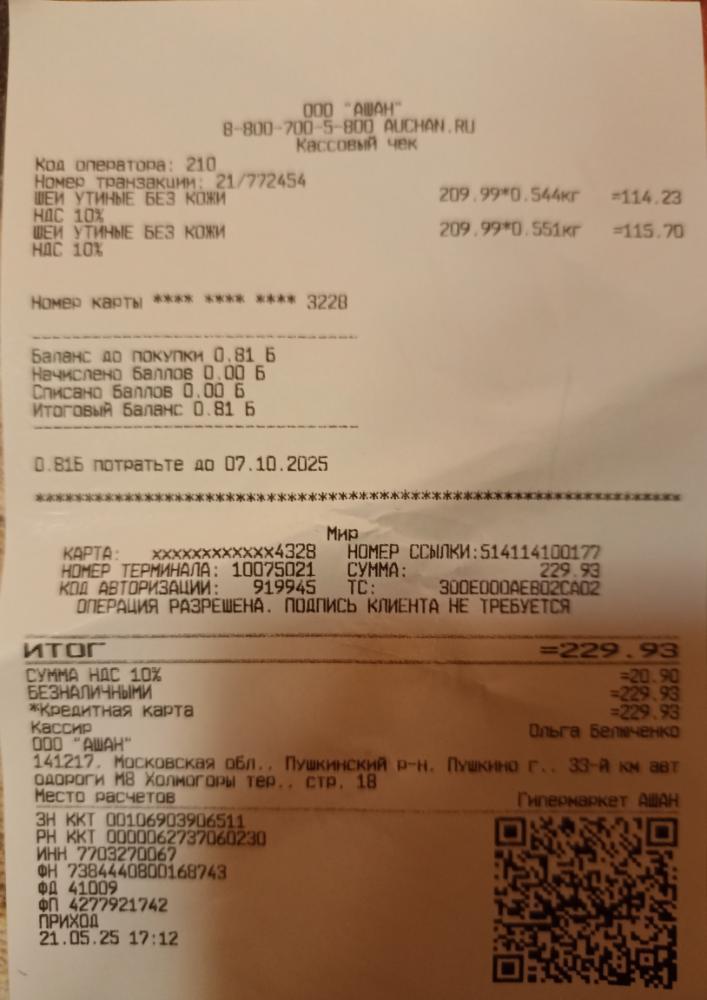 ООО "АШАН"
8-800-700-5-800 AUCHAN.RU
Кассовый чек
Код оператора: 210
Номер транзакции: 21/772454
ШЕИ УТИНЫЕ БЕЗ КОЖИ 209.99*0.544кг =114.23
НДС 10%
ШЕИ УТИНЫЕ БЕЗ КОЖИ 209.99*0.551кг =115.70
НДС 10%
Номер карты **** **** **** 3228
Баланс до покупки 0.81 Б
Начислено баллов 0.00 Б
Списано баллов 0.00 Б
Итоговый баланс 0.81 Б
0.81Б потратьте до 07.10.2025
Мир
КАРТА: xxxxxxxxxxxx4328 НОМЕР ССЫЛКИ:514114100177
НОМЕР ТЕРМИНАЛА: 10075021 СУММА: 229.93
КОД АВТОРИЗАЦИИ: 919945 ТС: 300E000AEB02CA02
ОПЕРАЦИЯ РАЗРЕШЕНА. ПОДПИСЬ КЛИЕНТА НЕ ТРЕБУЕТСЯ
ИТОГ =229.93
СУММА НДС 10% =20.90
БЕЗНАЛИЧНЫМИ =229.93
*Кредитная карта =229.93
Кассир Ольга Белюченко
ООО "АШАН"
141217, Московская обл., Пушкинский р-н, Пушкино г., 33-й км авт
одороги М8 Холмогоры тер., стр. 18
Место расчетов Гипермаркет АШАН
ЗН ККТ 00106903906511
РН ККТ 0000062737060230
ИНН 7703270067
ФН 7384440800168743
ФД 41009
ФП 4277921742
ПРИХОД
21.05.25 17:12